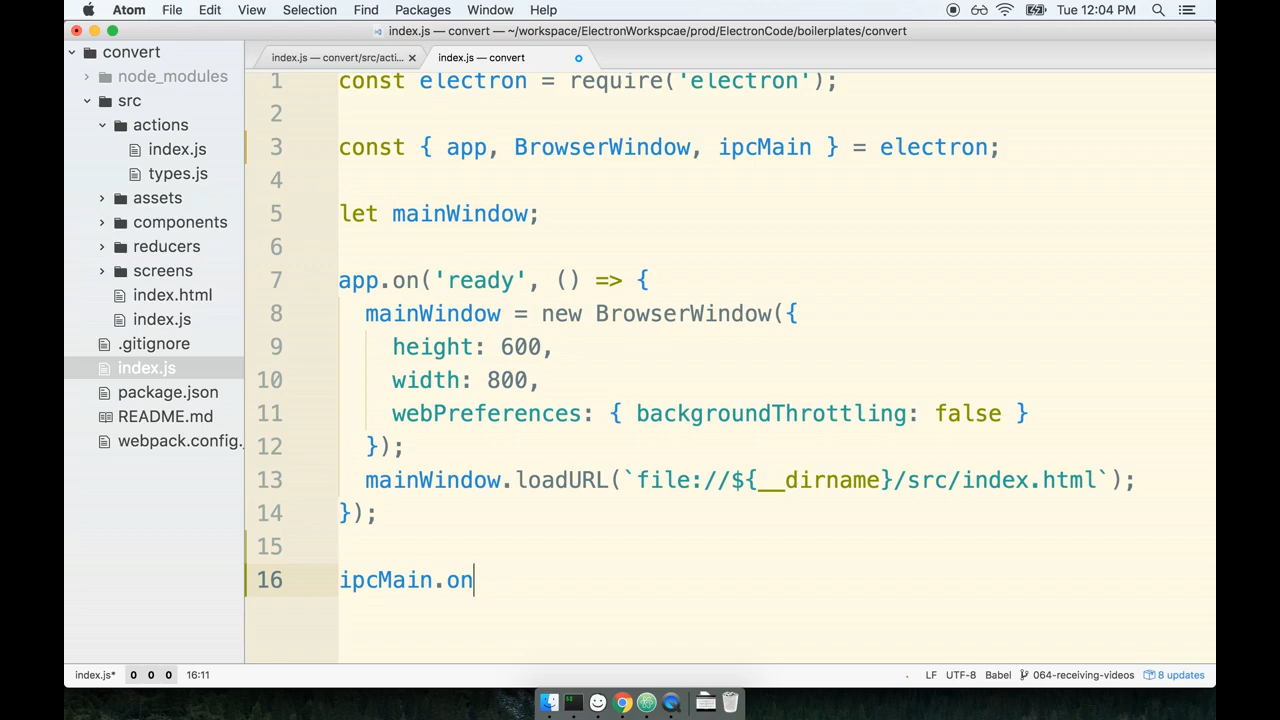 Atom File Edit View Selection Find Packages Window Help Tue 12:04 PM
index.js — convert — ~/workspace/ElectronWorkspcae/prod/ElectronCode/boilerplates/convert
convert
node_modules
src
actions
index.js
types.js
assets
components
reducers
screens
index.html
index.js
.gitignore
index.js
package.json
README.md
webpack.config.
index.js — convert/src/acti... index.js — convert
1 const electron = require('electron');
2
3 const { app, BrowserWindow, ipcMain } = electron;
4
5 let mainWindow;
6
7 app.on('ready', () => {
8 mainWindow = new BrowserWindow({
9 height: 600,
10 width: 800,
11 webPreferences: { backgroundThrottling: false }
12 });
13 mainWindow.loadURL(`file://${__dirname}/src/index.html`);
14 });
15
16 ipcMain.on
index.js* 0 0 0 16:11 LF UTF-8 Babel 064-receiving-videos 8 updates